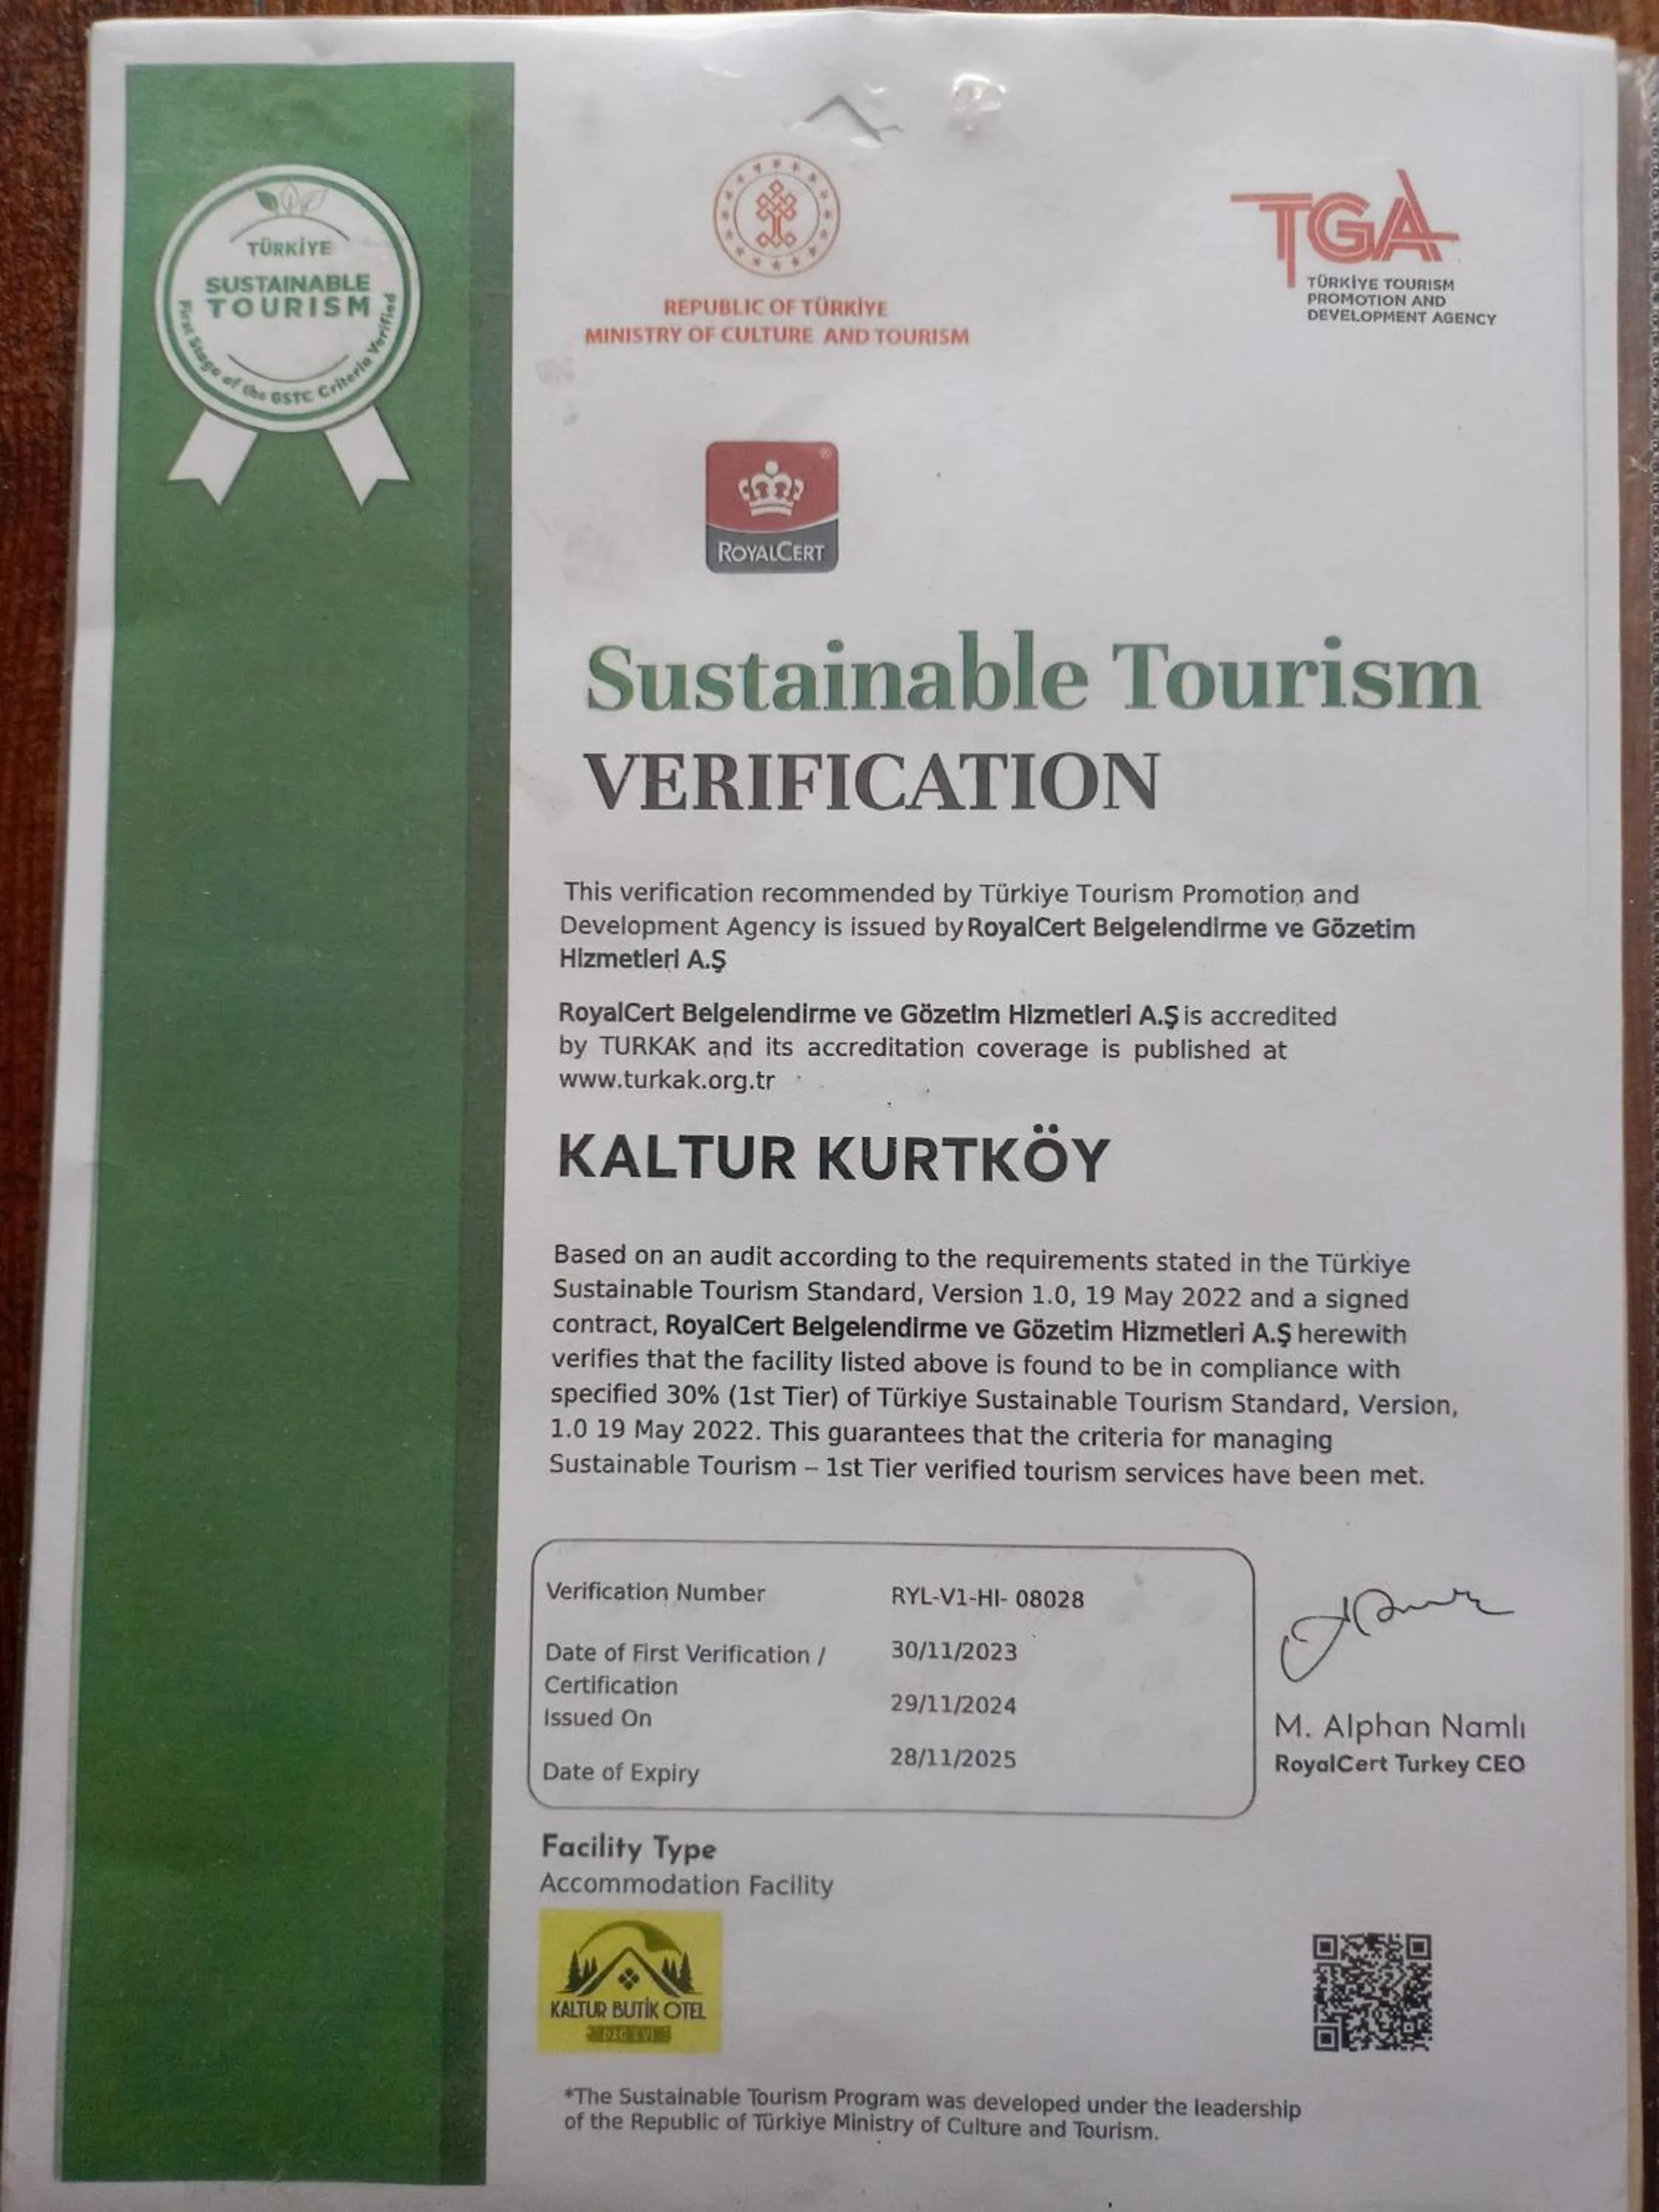 TÜRKİYE
SUSTAINABLE
TOURISM
First Stage of the GSTC Criteria Verified
REPUBLIC OF TÜRKİYE
MINISTRY OF CULTURE AND TOURISM
TGA
TÜRKİYE TOURISM
PROMOTION AND
DEVELOPMENT AGENCY
®
ROYALCERT
Sustainable Tourism
VERIFICATION
This verification recommended by Türkiye Tourism Promotion and
Development Agency is issued by RoyalCert Belgelendirme ve Gözetim
Hizmetleri A.Ş
RoyalCert Belgelendirme ve Gözetim Hizmetleri A.Ş is accredited
by TURKAK and its accreditation coverage is published at
www.turkak.org.tr
KALTUR KURTKÖY
Based on an audit according to the requirements stated in the Türkiye
Sustainable Tourism Standard, Version 1.0, 19 May 2022 and a signed
contract, RoyalCert Belgelendirme ve Gözetim Hizmetleri A.Ş herewith
verifies that the facility listed above is found to be in compliance with
specified 30% (1st Tier) of Türkiye Sustainable Tourism Standard, Version,
1.0 19 May 2022. This guarantees that the criteria for managing
Sustainable Tourism – 1st Tier verified tourism services have been met.
Verification Number RYL-V1-HI- 08028
Date of First Verification / 30/11/2023
Certification
Issued On 29/11/2024
Date of Expiry 28/11/2025
M. Alphan Namlı
RoyalCert Turkey CEO
Facility Type
Accommodation Facility
KALTUR BUTİK OTEL
DAĞ EVİ
*The Sustainable Tourism Program was developed under the leadership
of the Republic of Türkiye Ministry of Culture and Tourism.